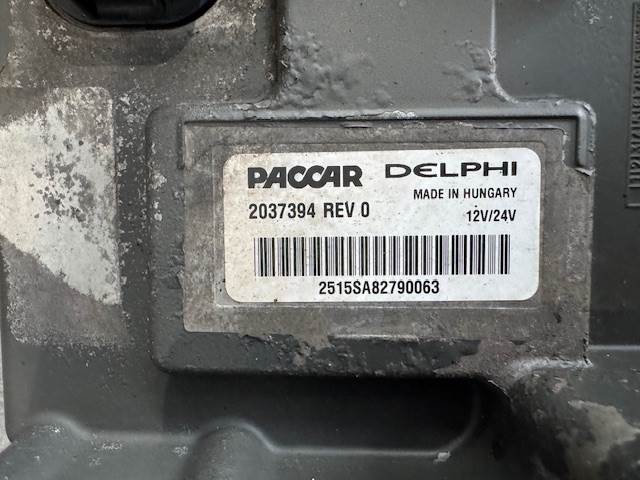 PACCAR DELPHI
MADE IN HUNGARY
2037394 REV 0 12V/24V
2515SA82790063